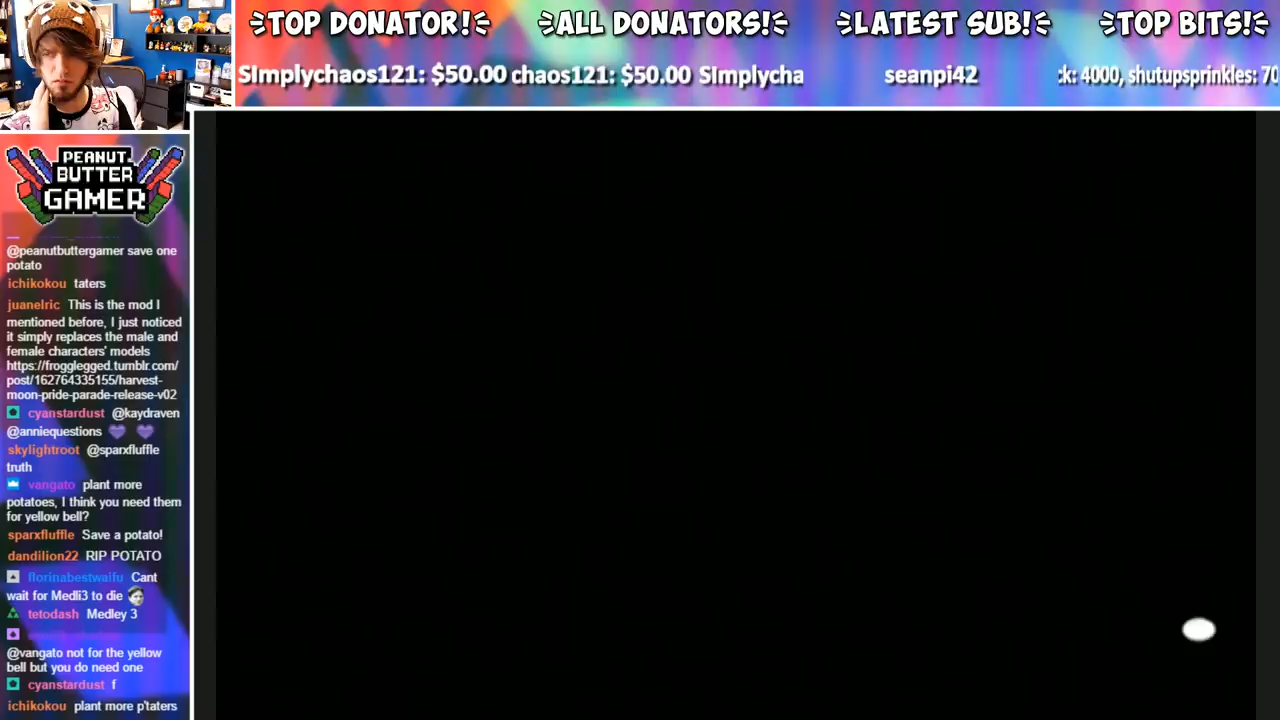 TOP DONATOR!
ALL DONATORS!
LATEST SUB!
TOP BITS!
SImplychaos121: $50.00
chaos121: $50.00 SImplycha
seanpi42
:k: 4000, shutupsprinkles: 70
PEANUT
BUTTER
GAMER
@peanutbuttergamer save one
potato
ichikokou taters
juanelric This is the mod I
mentioned before, I just noticed
it simply replaces the male and
female characters' models
https://frogglegged.tumblr.com/
post/162764335155/harvest-
moon-pride-parade-release-v02
cyanstardust @kaydraven
@anniequestions
skylightroot @sparxfluffle
truth
vangato plant more
potatoes, I think you need them
for yellow bell?
sparxfluffle Save a potato!
dandilion22 RIP POTATO
florinabestwaifu Cant
wait for Medli3 to die
tetodash Medley 3
@vangato not for the yellow
bell but you do need one
cyanstardust f
ichikokou plant more p'taters